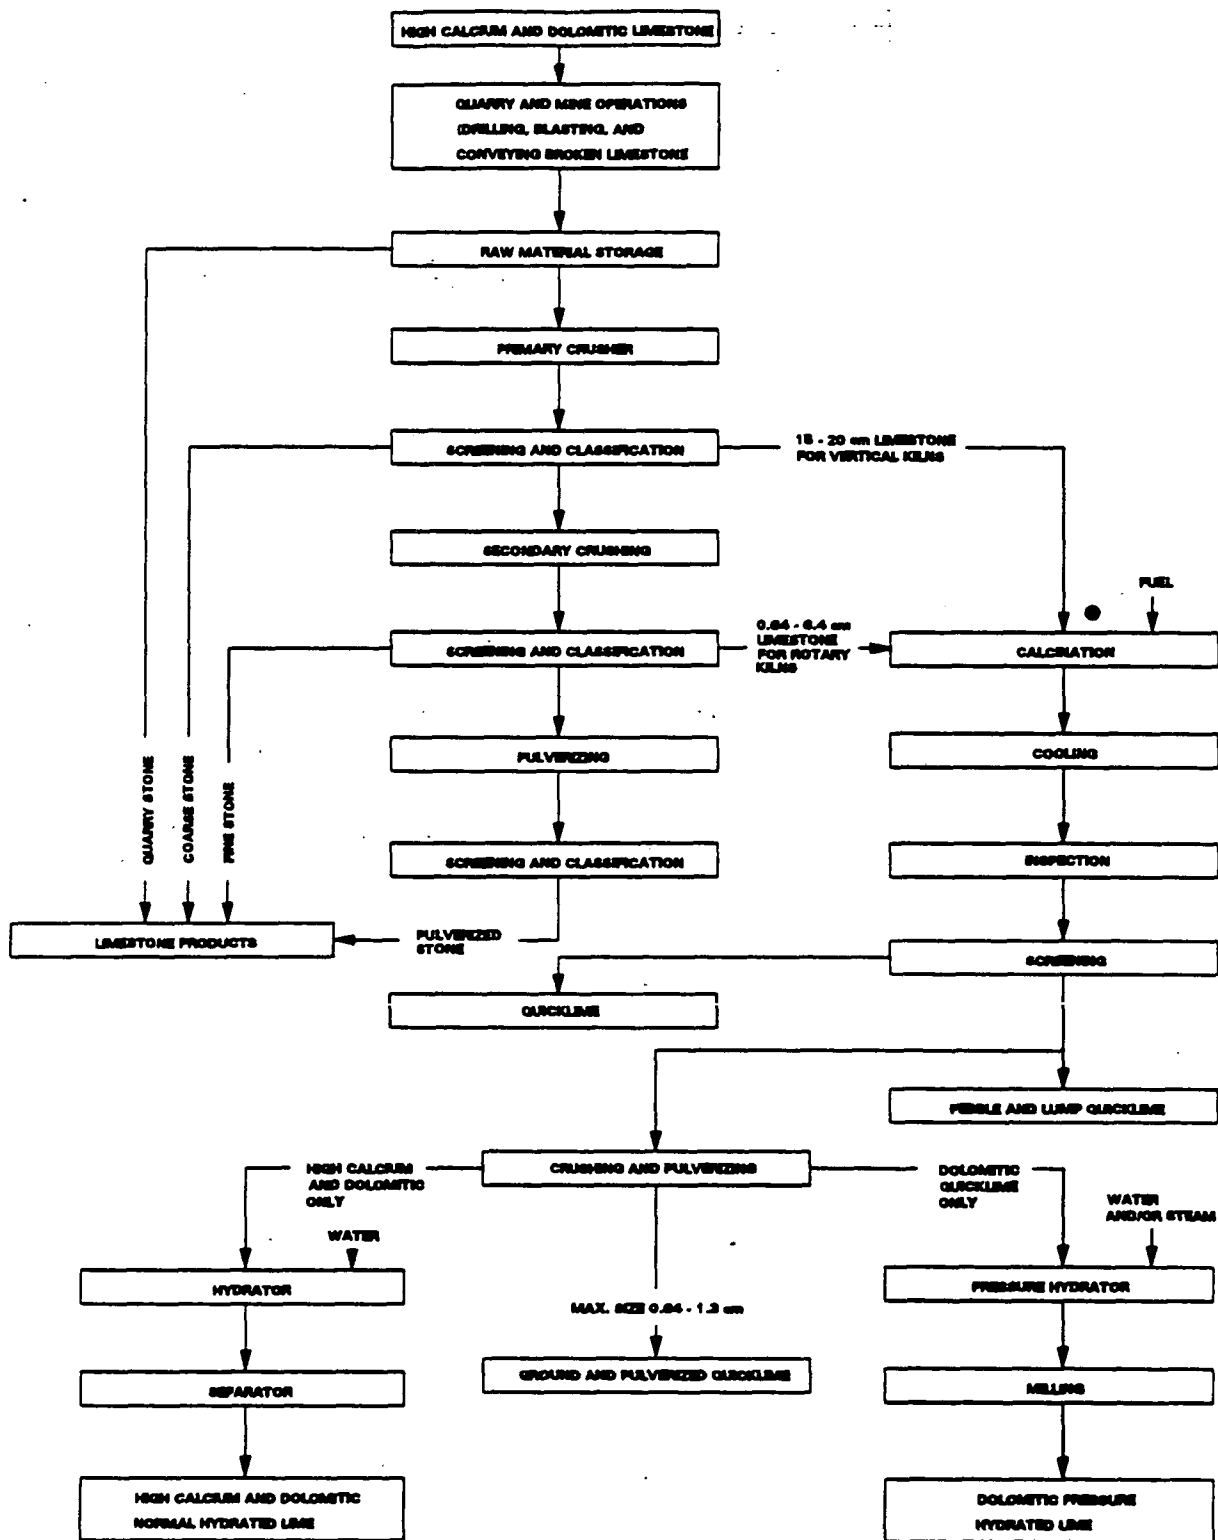 HIGH CALCIUM AND DOLOMITIC LIMESTONE
QUARRY AND MINE OPERATIONS
(DRILLING, BLASTING, AND
CONVEYING BROKEN LIMESTONE
RAW MATERIAL STORAGE
PRIMARY CRUSHER
SCREENING AND CLASSIFICATION
15 - 20 cm LIMESTONE
FOR VERTICAL KILNS
SECONDARY CRUSHING
FUEL
SCREENING AND CLASSIFICATION
0.64 - 6.4 cm
LIMESTONE
FOR ROTARY
KILNS
CALCINATION
PULVERIZING
COOLING
QUARRY STONE
COARSE STONE
FINE STONE
SCREENING AND CLASSIFICATION
INSPECTION
LIMESTONE PRODUCTS
PULVERIZED
STONE
SCREENING
QUICKLIME
PEBBLE AND LUMP QUICKLIME
HIGH CALCIUM
AND DOLOMITIC
ONLY
CRUSHING AND PULVERIZING
DOLOMITIC
QUICKLIME
ONLY
WATER
WATER
AND/OR STEAM
HYDRATOR
PRESSURE HYDRATOR
MAX. SIZE 0.64 - 1.3 cm
SEPARATOR
GROUND AND PULVERIZED QUICKLIME
MILLING
HIGH CALCIUM AND DOLOMITIC
NORMAL HYDRATED LIME
DOLOMITIC PRESSURE
HYDRATED LIME